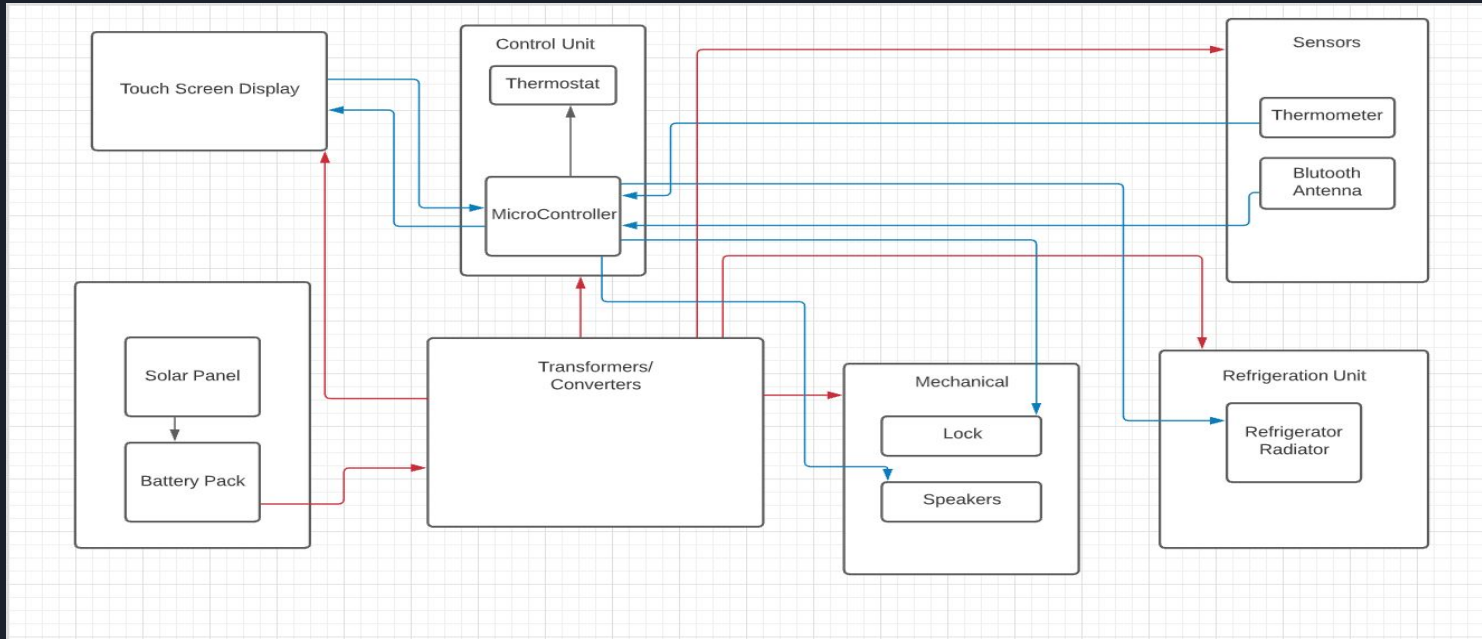 Touch Screen Display
Control Unit
Thermostat
MicroController
Sensors
Thermometer
Blutooth
Antenna
Solar Panel
Battery Pack
Transformers/
Converters
Mechanical
Lock
Speakers
Refrigeration Unit
Refrigerator
Radiator